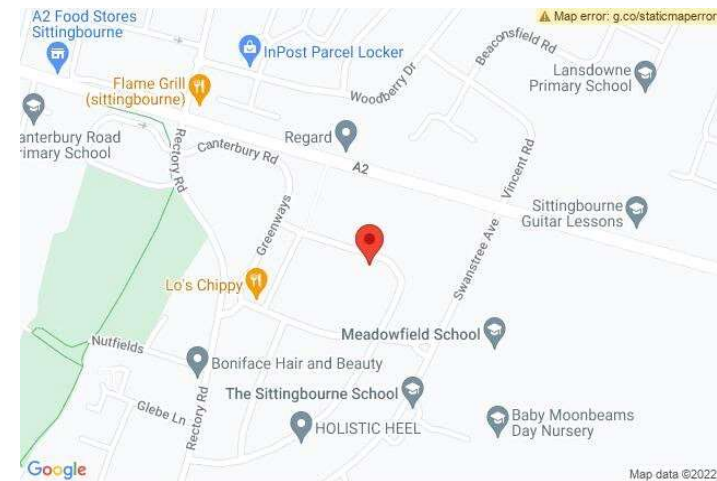 A2 Food Stores
Sittingbourne
Map error: g.co/staticmaperror
InPost Parcel Locker
Beaconsfield Rd
Lansdowne
Primary School
Flame Grill
(sittingbourne)
Woodberry Dr
anterbury Road
rimary School
Rectory Rd
Canterbury Rd
Regard
A2
Vincent Rd
Sittingbourne
Guitar Lessons
Greenways
Swanstree Ave
Lo's Chippy
Meadowfield School
Nutfields
Boniface Hair and Beauty
The Sittingbourne School
Glebe Ln
Rectory Rd
HOLISTIC HEEL
Baby Moonbeams
Day Nursery
Google
Map data ©2022